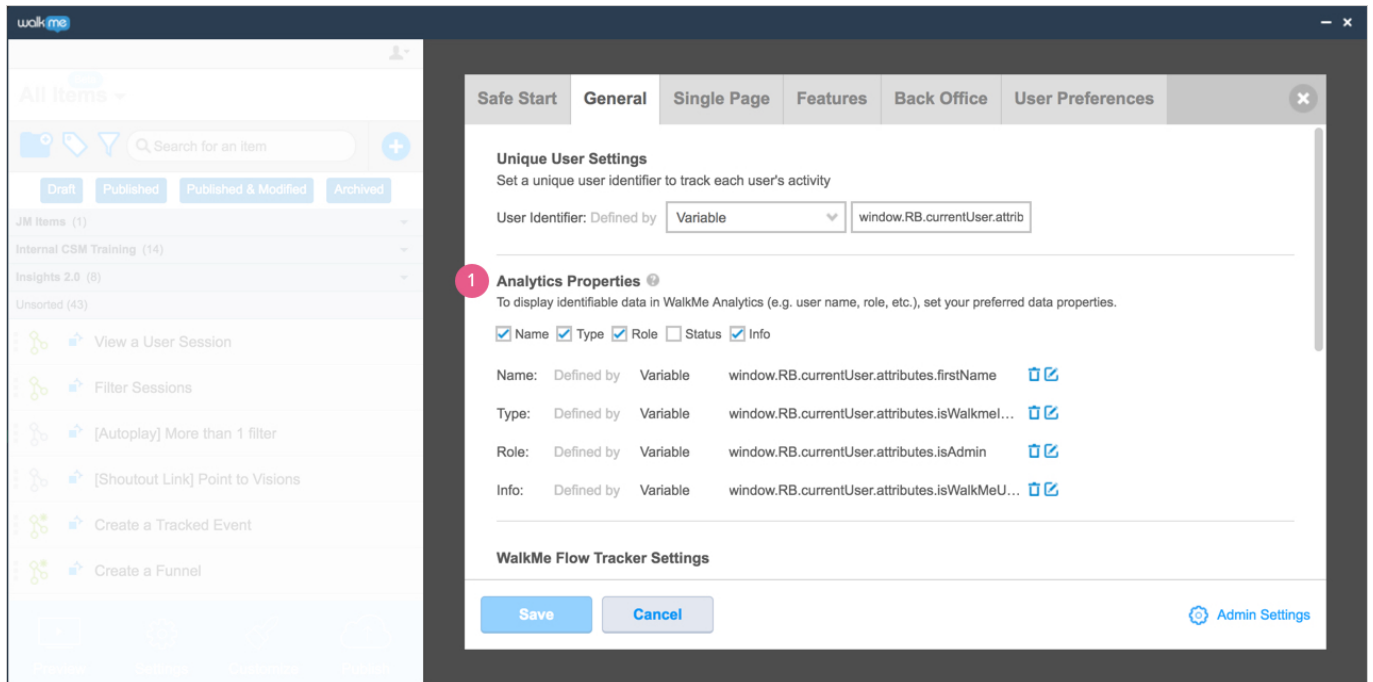 walkme
All Items
Search for an item
Draft Published Published & Modified Archived
JM Items (1)
Internal CSM Training (14)
Insights 2.0 (8)
Unsorted (43)
View a User Session
Filter Sessions
[Autoplay] More than 1 filter
[Shoutout Link] Point to Visions
Create a Tracked Event
Create a Funnel
Safe Start General Single Page Features Back Office User Preferences
Unique User Settings
Set a unique user identifier to track each user's activity
User Identifier: Defined by Variable window.RB.currentUser.attrib
1 Analytics Properties ?
To display identifiable data in WalkMe Analytics (e.g. user name, role, etc.), set your preferred data properties.
Name Type Role Status Info
Name: Defined by Variable window.RB.currentUser.attributes.firstName
Type: Defined by Variable window.RB.currentUser.attributes.isWalkmeI...
Role: Defined by Variable window.RB.currentUser.attributes.isAdmin
Info: Defined by Variable window.RB.currentUser.attributes.isWalkMeU...
WalkMe Flow Tracker Settings
Save Cancel Admin Settings